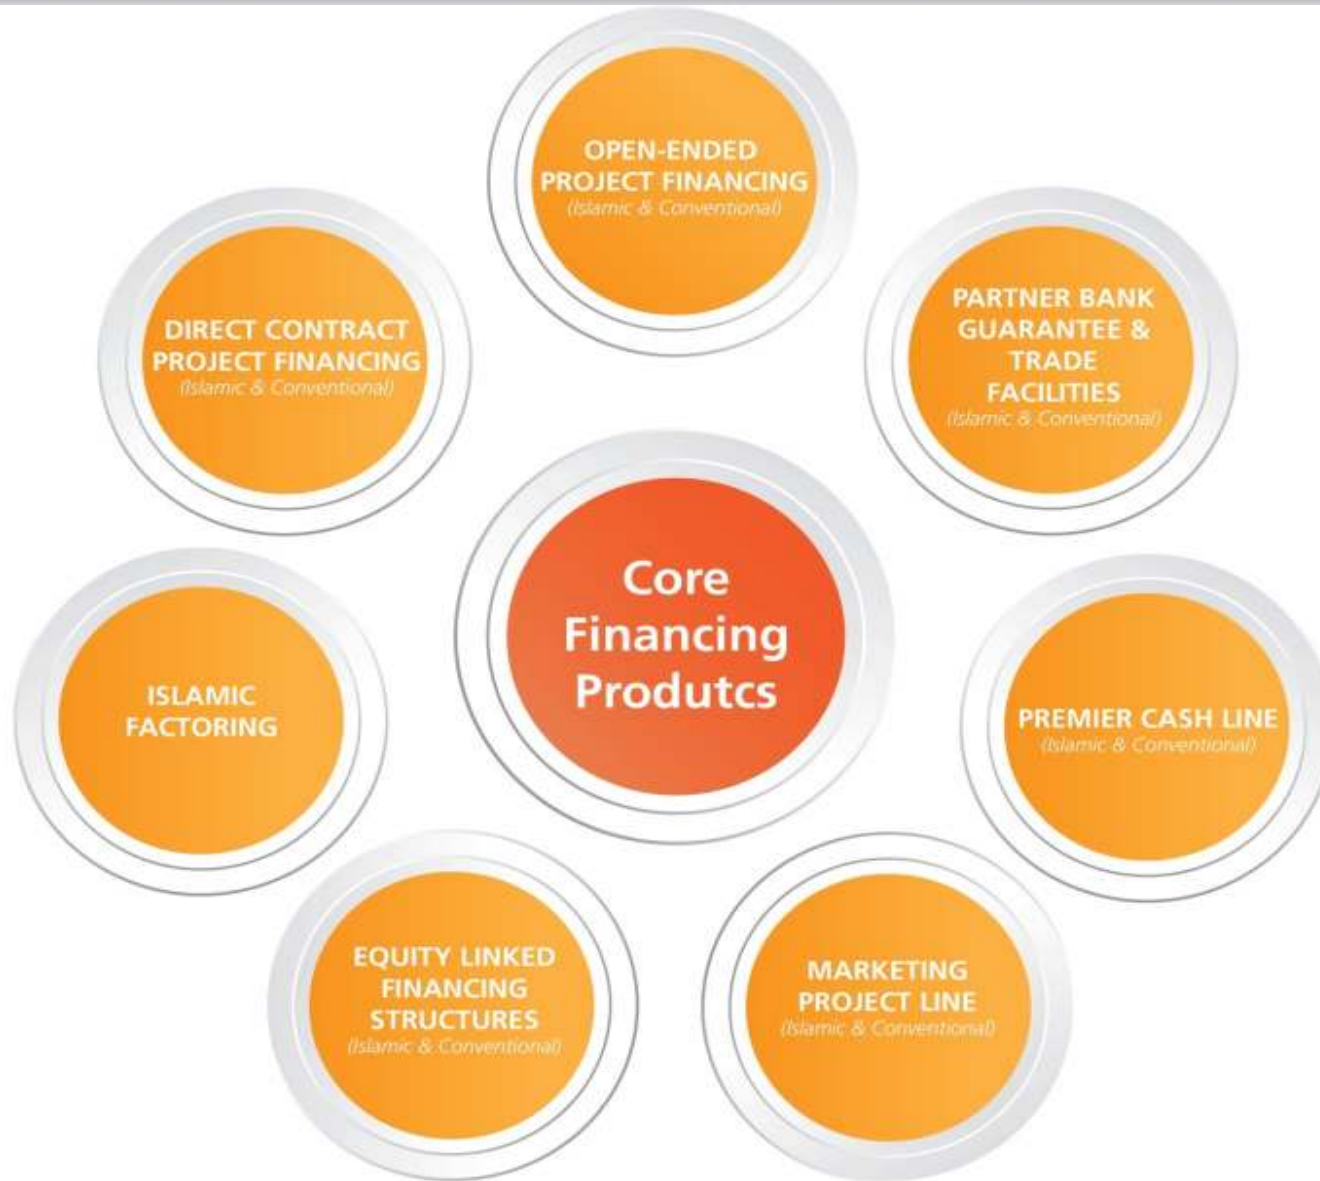 OPEN-ENDED
PROJECT FINANCING
(Islamic & Conventional)
DIRECT CONTRACT
PROJECT FINANCING
(Islamic & Conventional)
PARTNER BANK
GUARANTEE &
TRADE
FACILITIES
(Islamic & Conventional)
Core
Financing
Produtcs
ISLAMIC
FACTORING
PREMIER CASH LINE
(Islamic & Conventional)
EQUITY LINKED
FINANCING
STRUCTURES
(Islamic & Conventional)
MARKETING
PROJECT LINE
(Islamic & Conventional)